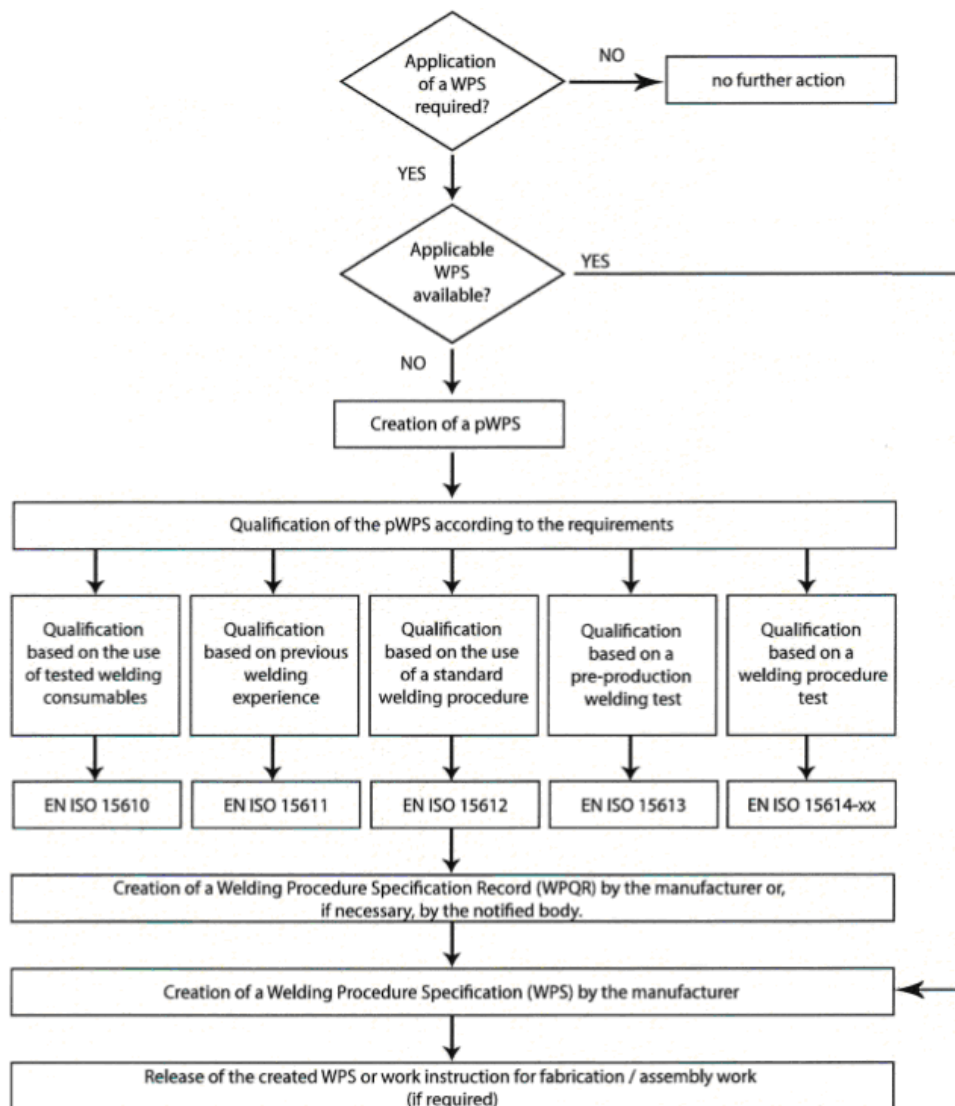 Application
of a WPS
required?
NO
no further action
YES
Applicable
WPS
available?
YES
NO
Creation of a pWPS
Qualification of the pWPS according to the requirements
Qualification
based on the use
of tested welding
consumables
Qualification
based on previous
welding
experience
Qualification
based on the use
of a standard
welding procedure
Qualification
based on a
pre-production
welding test
Qualification
based on a
welding procedure
test
EN ISO 15610
EN ISO 15611
EN ISO 15612
EN ISO 15613
EN ISO 15614-xx
Creation of a Welding Procedure Specification Record (WPQR) by the manufacturer or,
if necessary, by the notified body.
Creation of a Welding Procedure Specification (WPS) by the manufacturer
Release of the created WPS or work instruction for fabrication / assembly work
(if required)